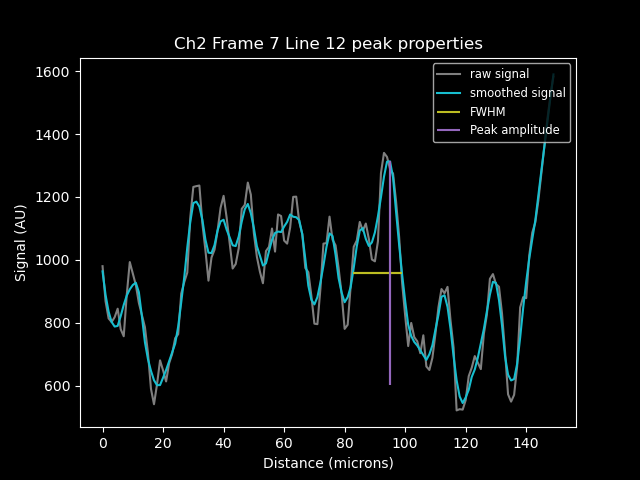 Ch2 Frame 7 Line 12 peak properties
raw signal
smoothed signal
FWHM
Peak amplitude
1600
1400
1200
1000
800
600
Signal (AU)
0 20 40 60 80 100 120 140
Distance (microns)